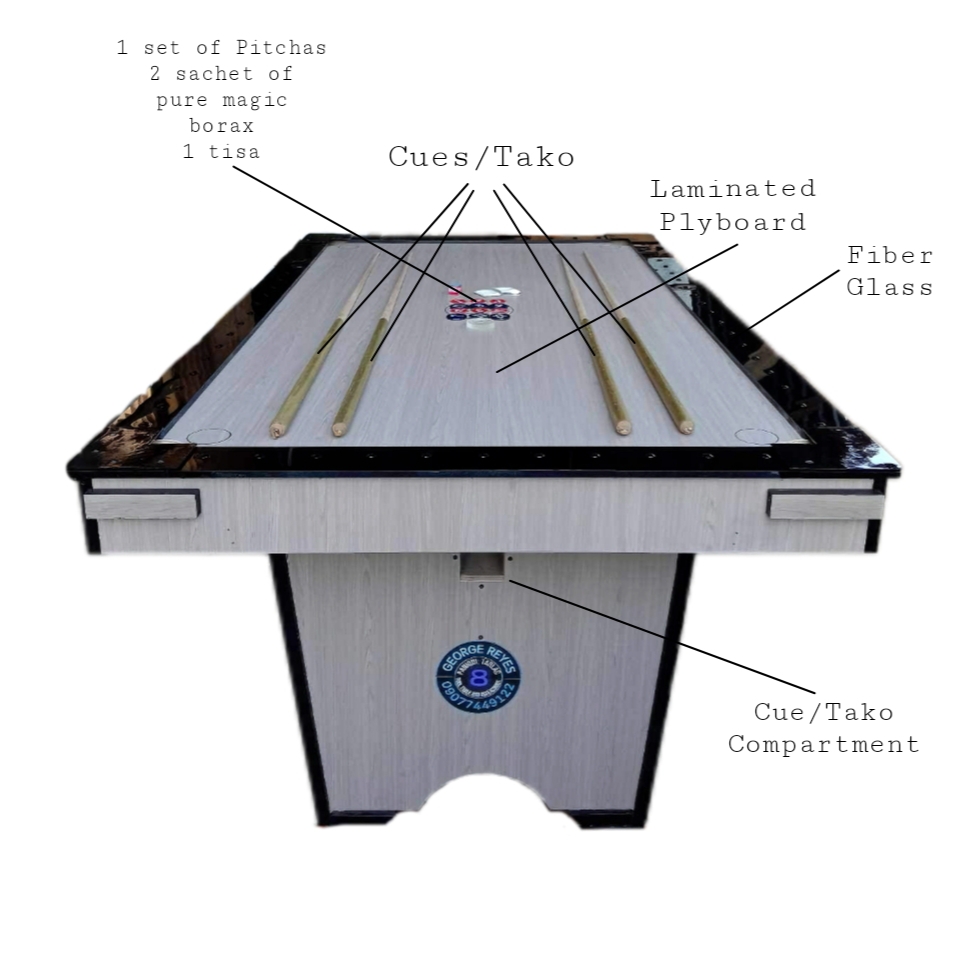 1 set of Pitchas
2 sachet of
pure magic
borax
1 tisa
Cues/Tako
Laminated
Plyboard
Fiber
Glass
Cue/Tako
Compartment
GEORGE REYES
8
09077449122